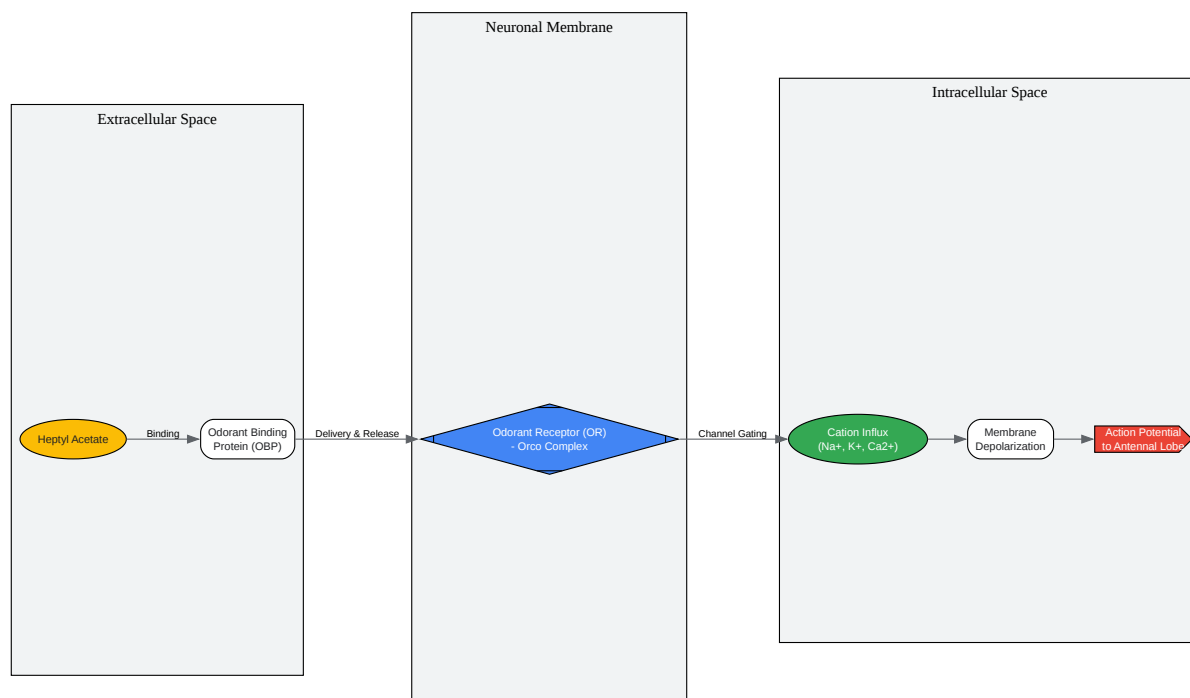 Neuronal Membrane
Extracellular Space
Intracellular Space
Heptyl Acetate
Binding
Odorant Binding
Protein (OBP)
Delivery & Release
Odorant Receptor (OR)
- Orco Complex
Channel Gating
Cation Influx
(Na+, K+, Ca2+)
Membrane
Depolarization
Action Potential
to Antennal Lobe